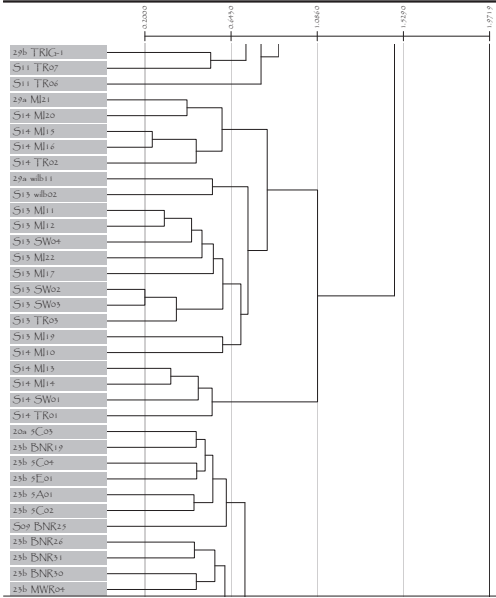 0.2000 0.6430 1.0860 1.5290 1.9719
29b TRIG-1
S11 TR07
S11 TR06
29a MI21
S14 MI20
S14 MI15
S14 MI16
S14 TR02
29a wilb11
S13 wilb02
S13 MI11
S13 MI12
S13 SW04
S13 MI22
S13 MI17
S13 SW02
S13 SW03
S13 TR03
S13 MI19
S14 MI10
S14 MI13
S14 MI14
S14 SW01
S14 TR01
20a 5C03
23b BNR19
23b 5C04
23b 5E01
23b 5A01
23b 5C02
S09 BNR25
23b BNR26
23b BNR31
23b BNR30
23b MWR04